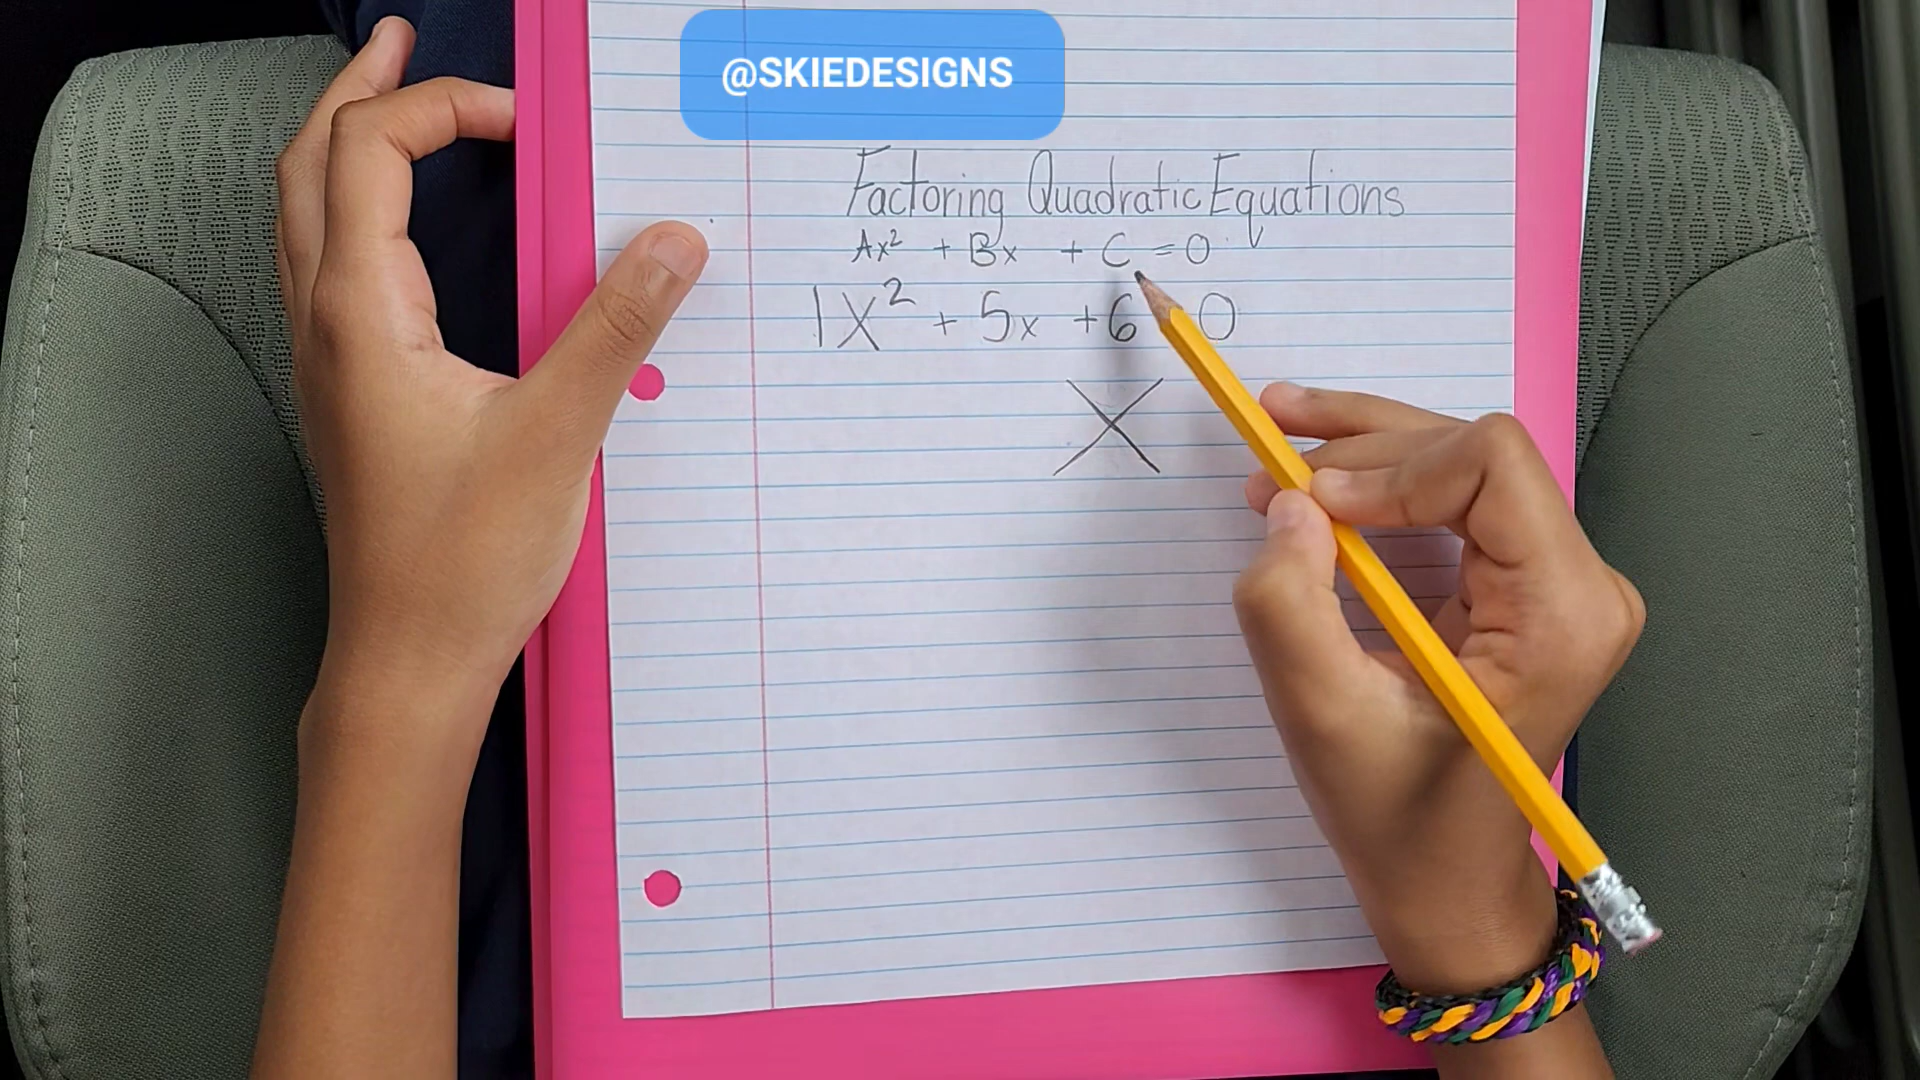 @SKIEDESIGNS
Factoring Quadratic Equations
Ax² + Bx + C = 0
1x² + 5x + 6 0